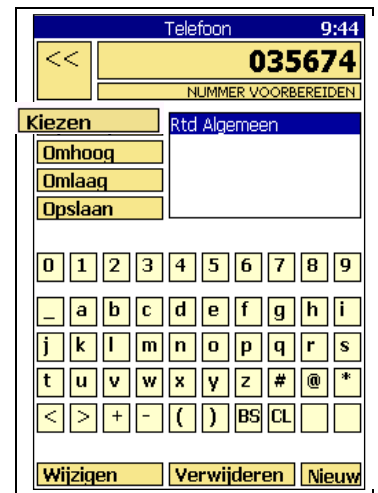 Telefoon 9:44
<< 035674
NUMMER VOORBEREIDEN
Kiezen Rtd Algemeen
Omhoog
Omlaag
Opslaan
0 1 2 3 4 5 6 7 8 9
_ a b c d e f g h i
j k l m n o p q r s
t u v w x y z # @ *
< > + - ( ) BS CL
Wijzigen Verwijderen Nieuw